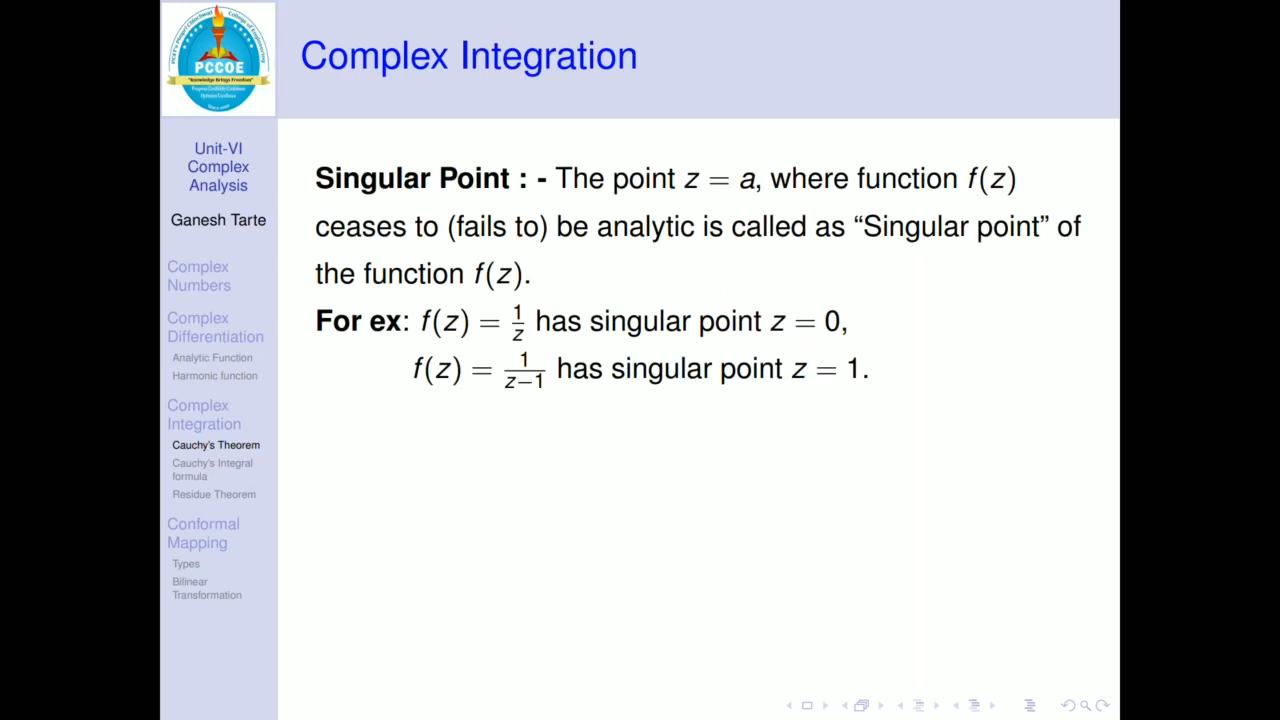 Complex Integration
PCCOE
"Knowledge Brings Freedom"
Unit-VI
Complex
Analysis
Ganesh Tarte
Complex
Numbers
Complex
Differentiation
Analytic Function
Harmonic function
Complex
Integration
Cauchy's Theorem
Cauchy's Integral
formula
Residue Theorem
Conformal
Mapping
Types
Bilinear
Transformation
Singular Point : - The point z = a, where function f(z)
ceases to (fails to) be analytic is called as “Singular point” of
the function f(z).
For ex: f(z) = 1/z has singular point z = 0,
f(z) = 1/(z−1) has singular point z = 1.